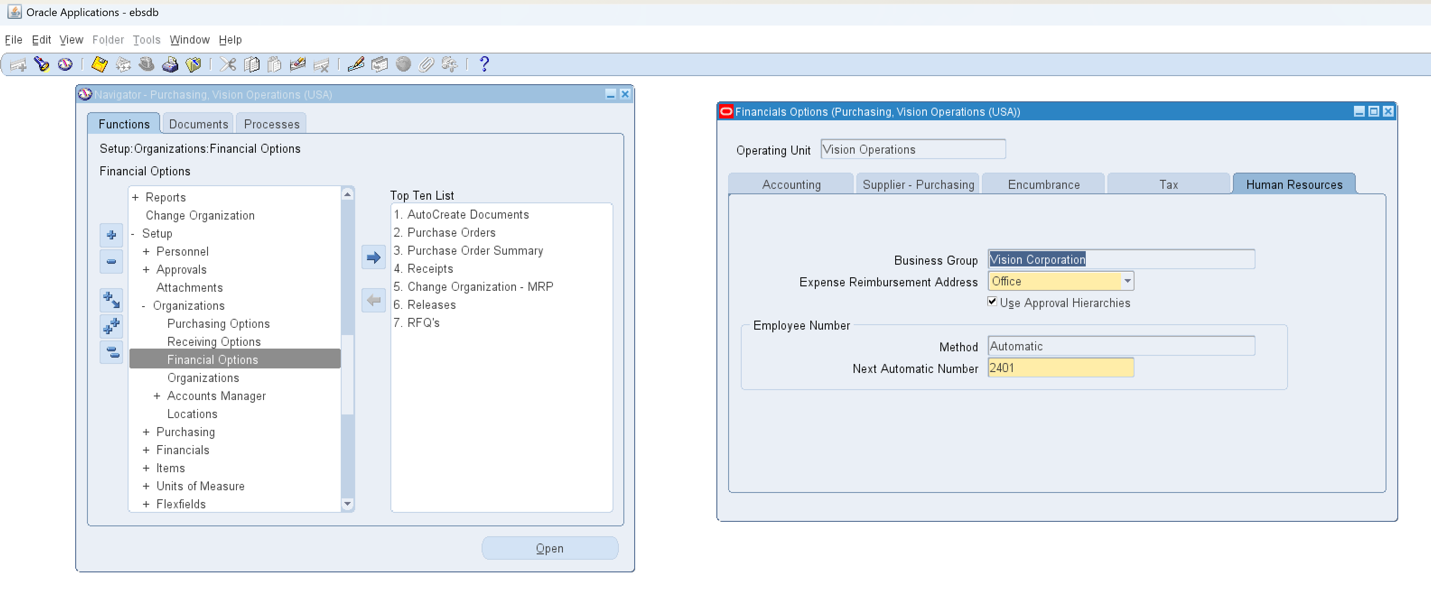 Oracle Applications - ebsdb
File Edit View Folder Tools Window Help
Navigator - Purchasing, Vision Operations (USA)
Functions Documents Processes
Setup:Organizations:Financial Options
Financial Options
+ Reports
Change Organization
- Setup
+ Personnel
+ Approvals
Attachments
- Organizations
Purchasing Options
Receiving Options
Financial Options
Organizations
+ Accounts Manager
Locations
+ Purchasing
+ Financials
+ Items
+ Units of Measure
+ Flexfields
Top Ten List
1. AutoCreate Documents
2. Purchase Orders
3. Purchase Order Summary
4. Receipts
5. Change Organization - MRP
6. Releases
7. RFQ's
Open
Financials Options (Purchasing, Vision Operations (USA))
Operating Unit Vision Operations
Accounting Supplier - Purchasing Encumbrance Tax Human Resources
Business Group Vision Corporation
Expense Reimbursement Address Office
Use Approval Hierarchies
Employee Number
Method Automatic
Next Automatic Number 2401